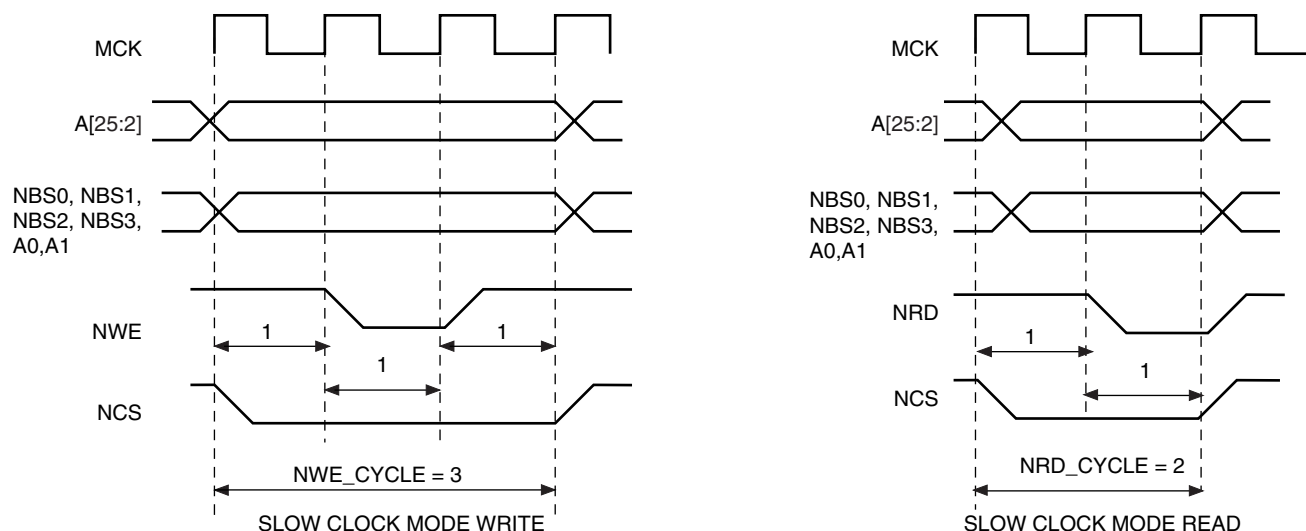 MCK
A[25:2]
NBS0, NBS1,
NBS2, NBS3,
A0,A1
NWE
1
1
1
NCS
NWE_CYCLE = 3
SLOW CLOCK MODE WRITE
MCK
A[25:2]
NBS0, NBS1,
NBS2, NBS3,
A0,A1
NRD
1
1
NCS
NRD_CYCLE = 2
SLOW CLOCK MODE READ